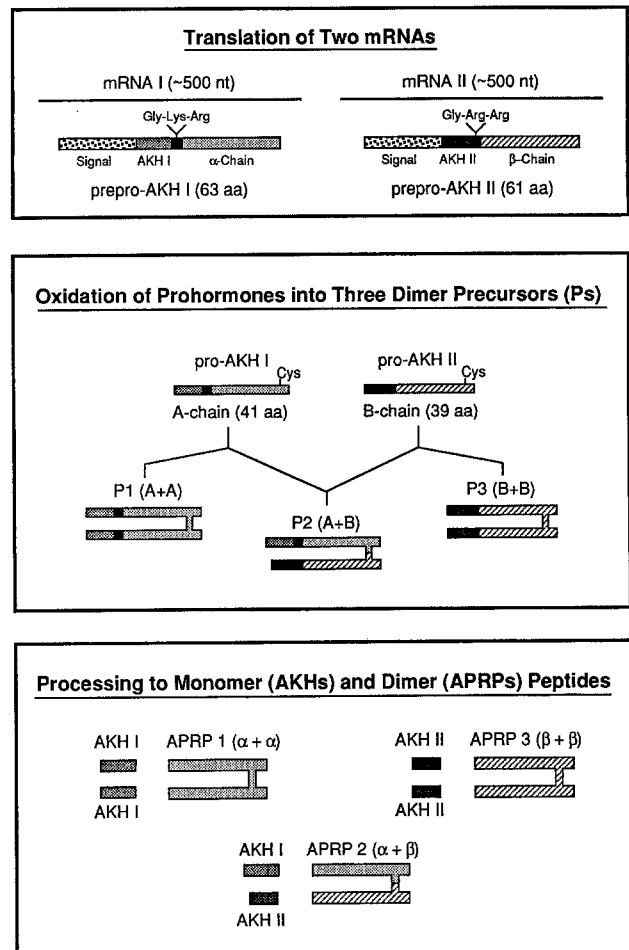 Translation of Two mRNAs
mRNA I (~500 nt)
mRNA II (~500 nt)
Gly-Lys-Arg
Gly-Arg-Arg
Signal
AKH I
α-Chain
Signal
AKH II
β-Chain
prepro-AKH I (63 aa)
prepro-AKH II (61 aa)
Oxidation of Prohormones into Three Dimer Precursors (Ps)
pro-AKH I
pro-AKH II
Cys
Cys
A-chain (41 aa)
B-chain (39 aa)
P1 (A+A)
P2 (A+B)
P3 (B+B)
Processing to Monomer (AKHs) and Dimer (APRPs) Peptides
AKH I
APRP 1 (α + α)
AKH I
AKH II
APRP 3 (β + β)
AKH II
AKH I
APRP 2 (α + β)
AKH II